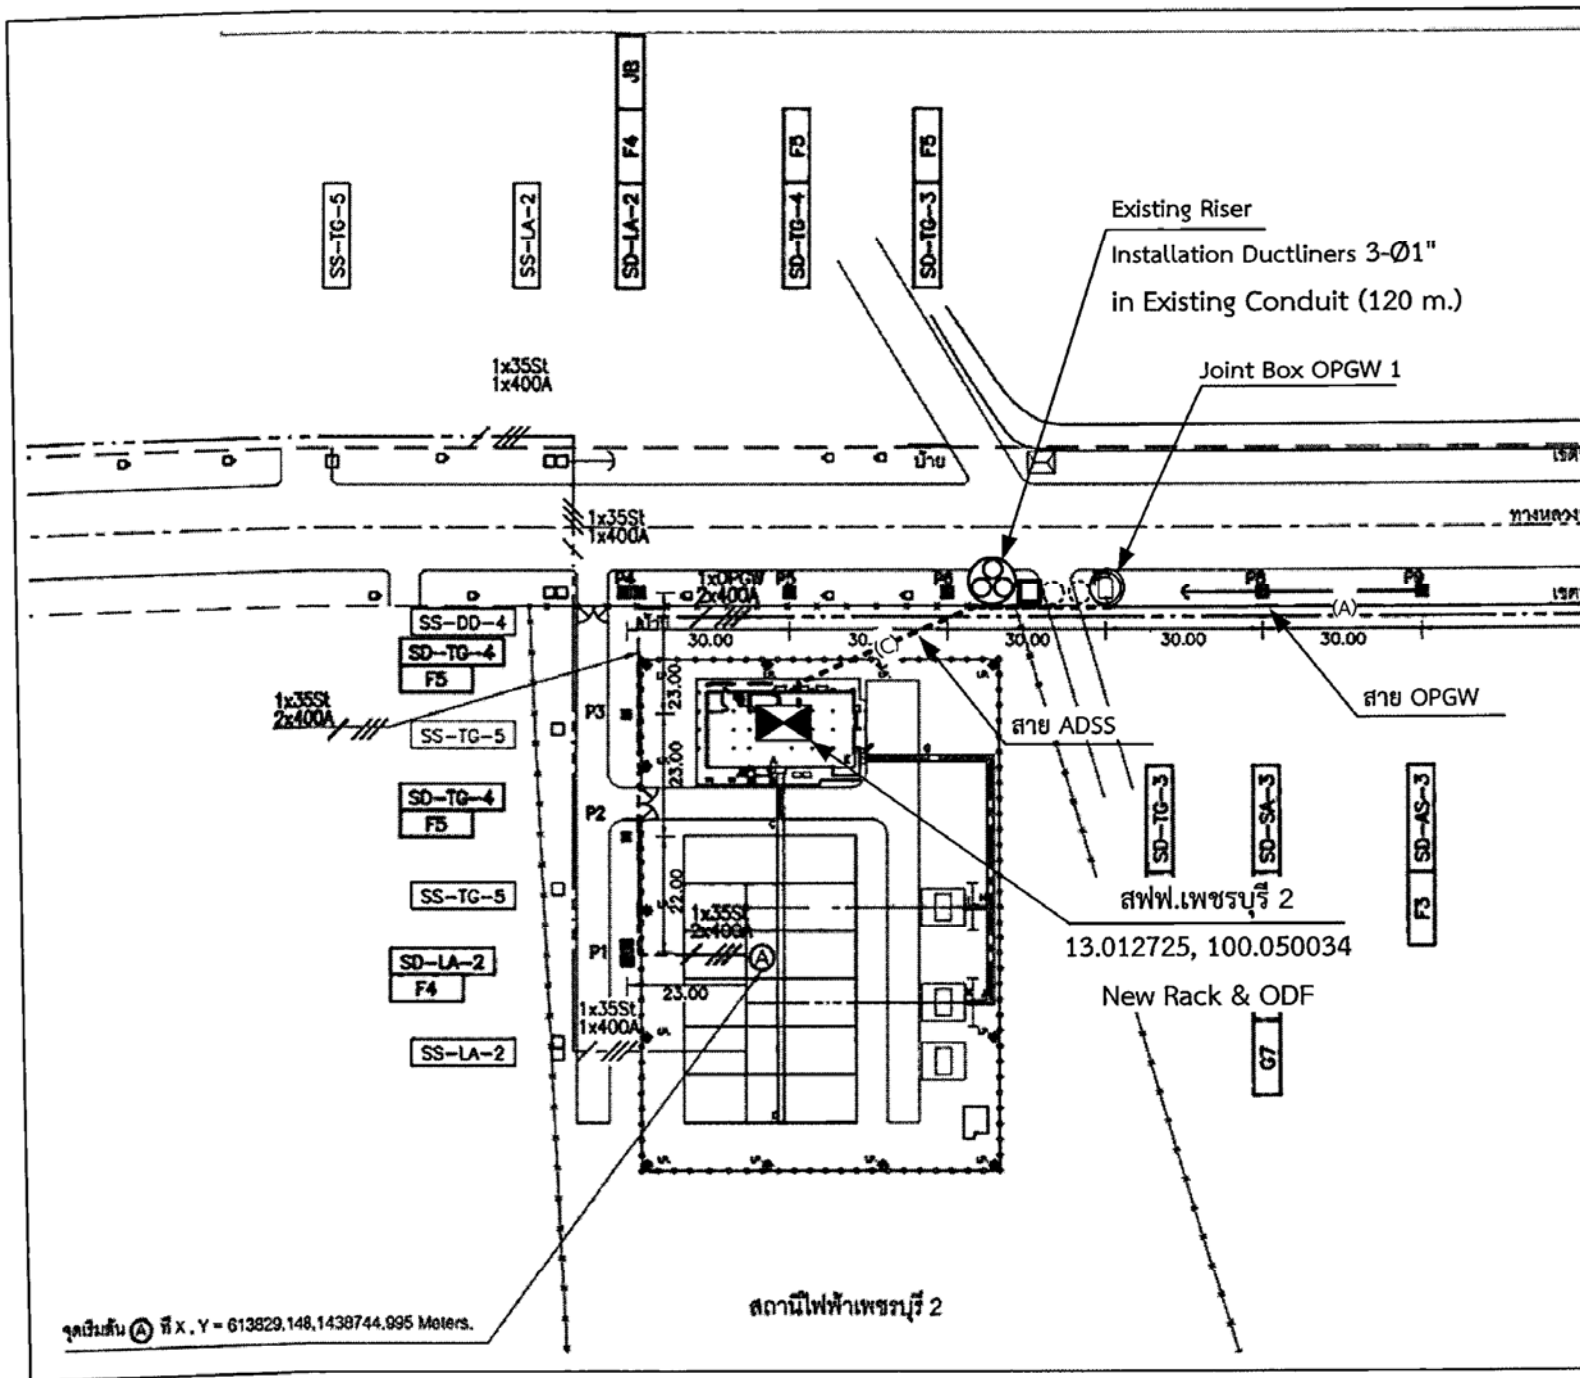 JB
F4
F5
F5
SS-TG-5
SS-LA-2
SD-LA-2
SD-TG-4
SD-TG-3
Existing Riser
Installation Ductliners 3-Ø1"
in Existing Conduit (120 m.)
Joint Box OPGW 1
1x35St
1x400A
ป้าย
เขต
1x35St
1x400A
ทางหลวง
P4
1xOPGW
2x400A
P5
P6
P8
P9
เขต
(A)
SS-DD-4
30.00
30.
(C)
30.00
30.00
30.00
SD-TG-4
F5
23.00
1x35St
2x400A
P3
สาย OPGW
สาย ADSS
SS-TG-5
23.00
SD-TG-4
F5
P2
SD-TG-3
SD-SA-3
SD-AS-3
SS-TG-5
22.00
1x35St
2x400A
สฟฟ.เพชรบุรี 2
F3
P1
A
13.012725, 100.050034
SD-LA-2
F4
23.00
New Rack & ODF
1x35St
1x400A
SS-LA-2
G7
สถานีไฟฟ้าเพชรบุรี 2
จุดเริ่มต้น A ที่ X , Y = 613829.148,1438744.995 Meters.